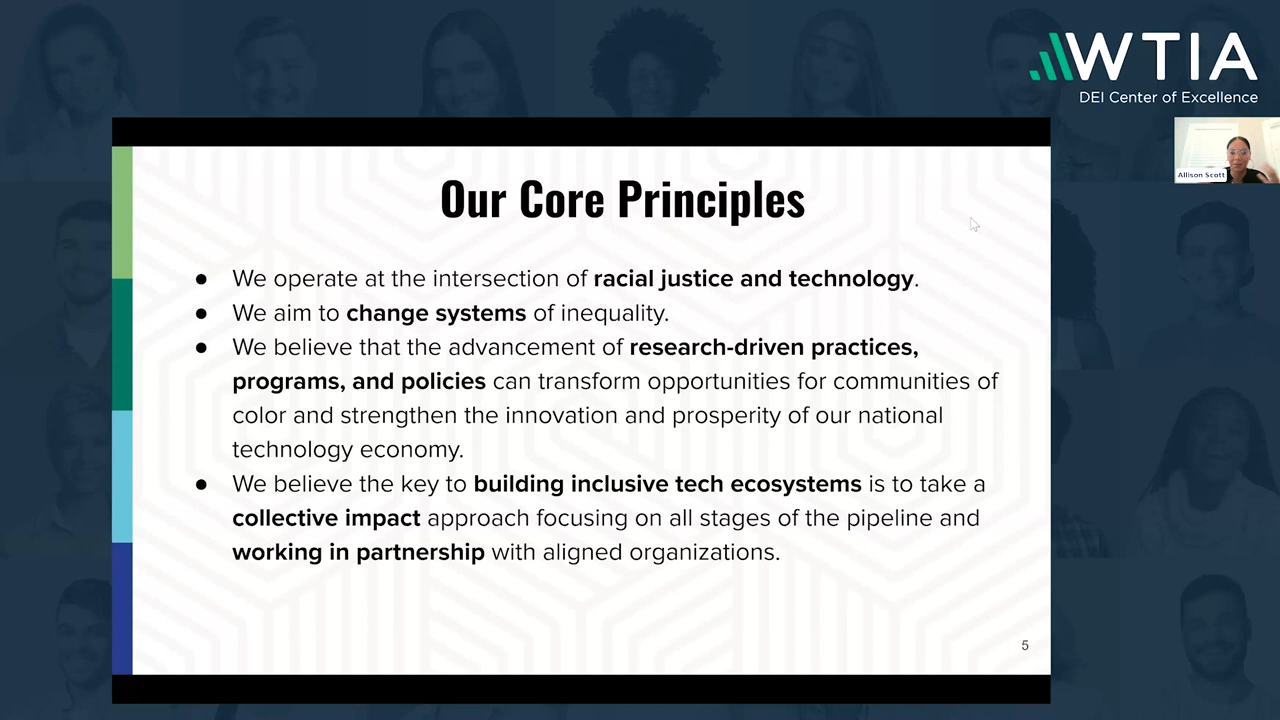 WTIA
DEI Center of Excellence
Allison Scott
Our Core Principles
● We operate at the intersection of racial justice and technology.
● We aim to change systems of inequality.
● We believe that the advancement of research-driven practices,
programs, and policies can transform opportunities for communities of
color and strengthen the innovation and prosperity of our national
technology economy.
● We believe the key to building inclusive tech ecosystems is to take a
collective impact approach focusing on all stages of the pipeline and
working in partnership with aligned organizations.
5